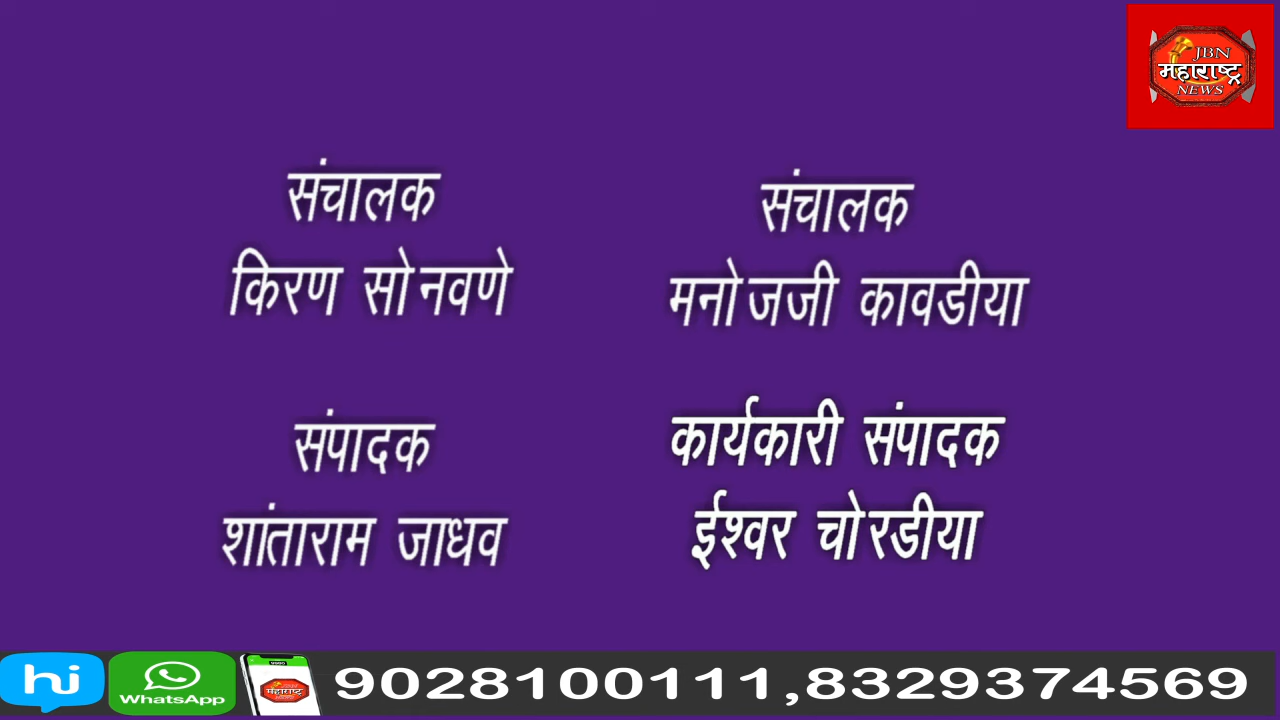 JBN
महाराष्ट्र
NEWS
संचालक
किरण सोनवणे
संचालक
मनोजजी कावडीया
संपादक
शांताराम जाधव
कार्यकारी संपादक
ईश्वर चोरडीया
hi
WhatsApp
महाराष्ट्र
9028100111,8329374569